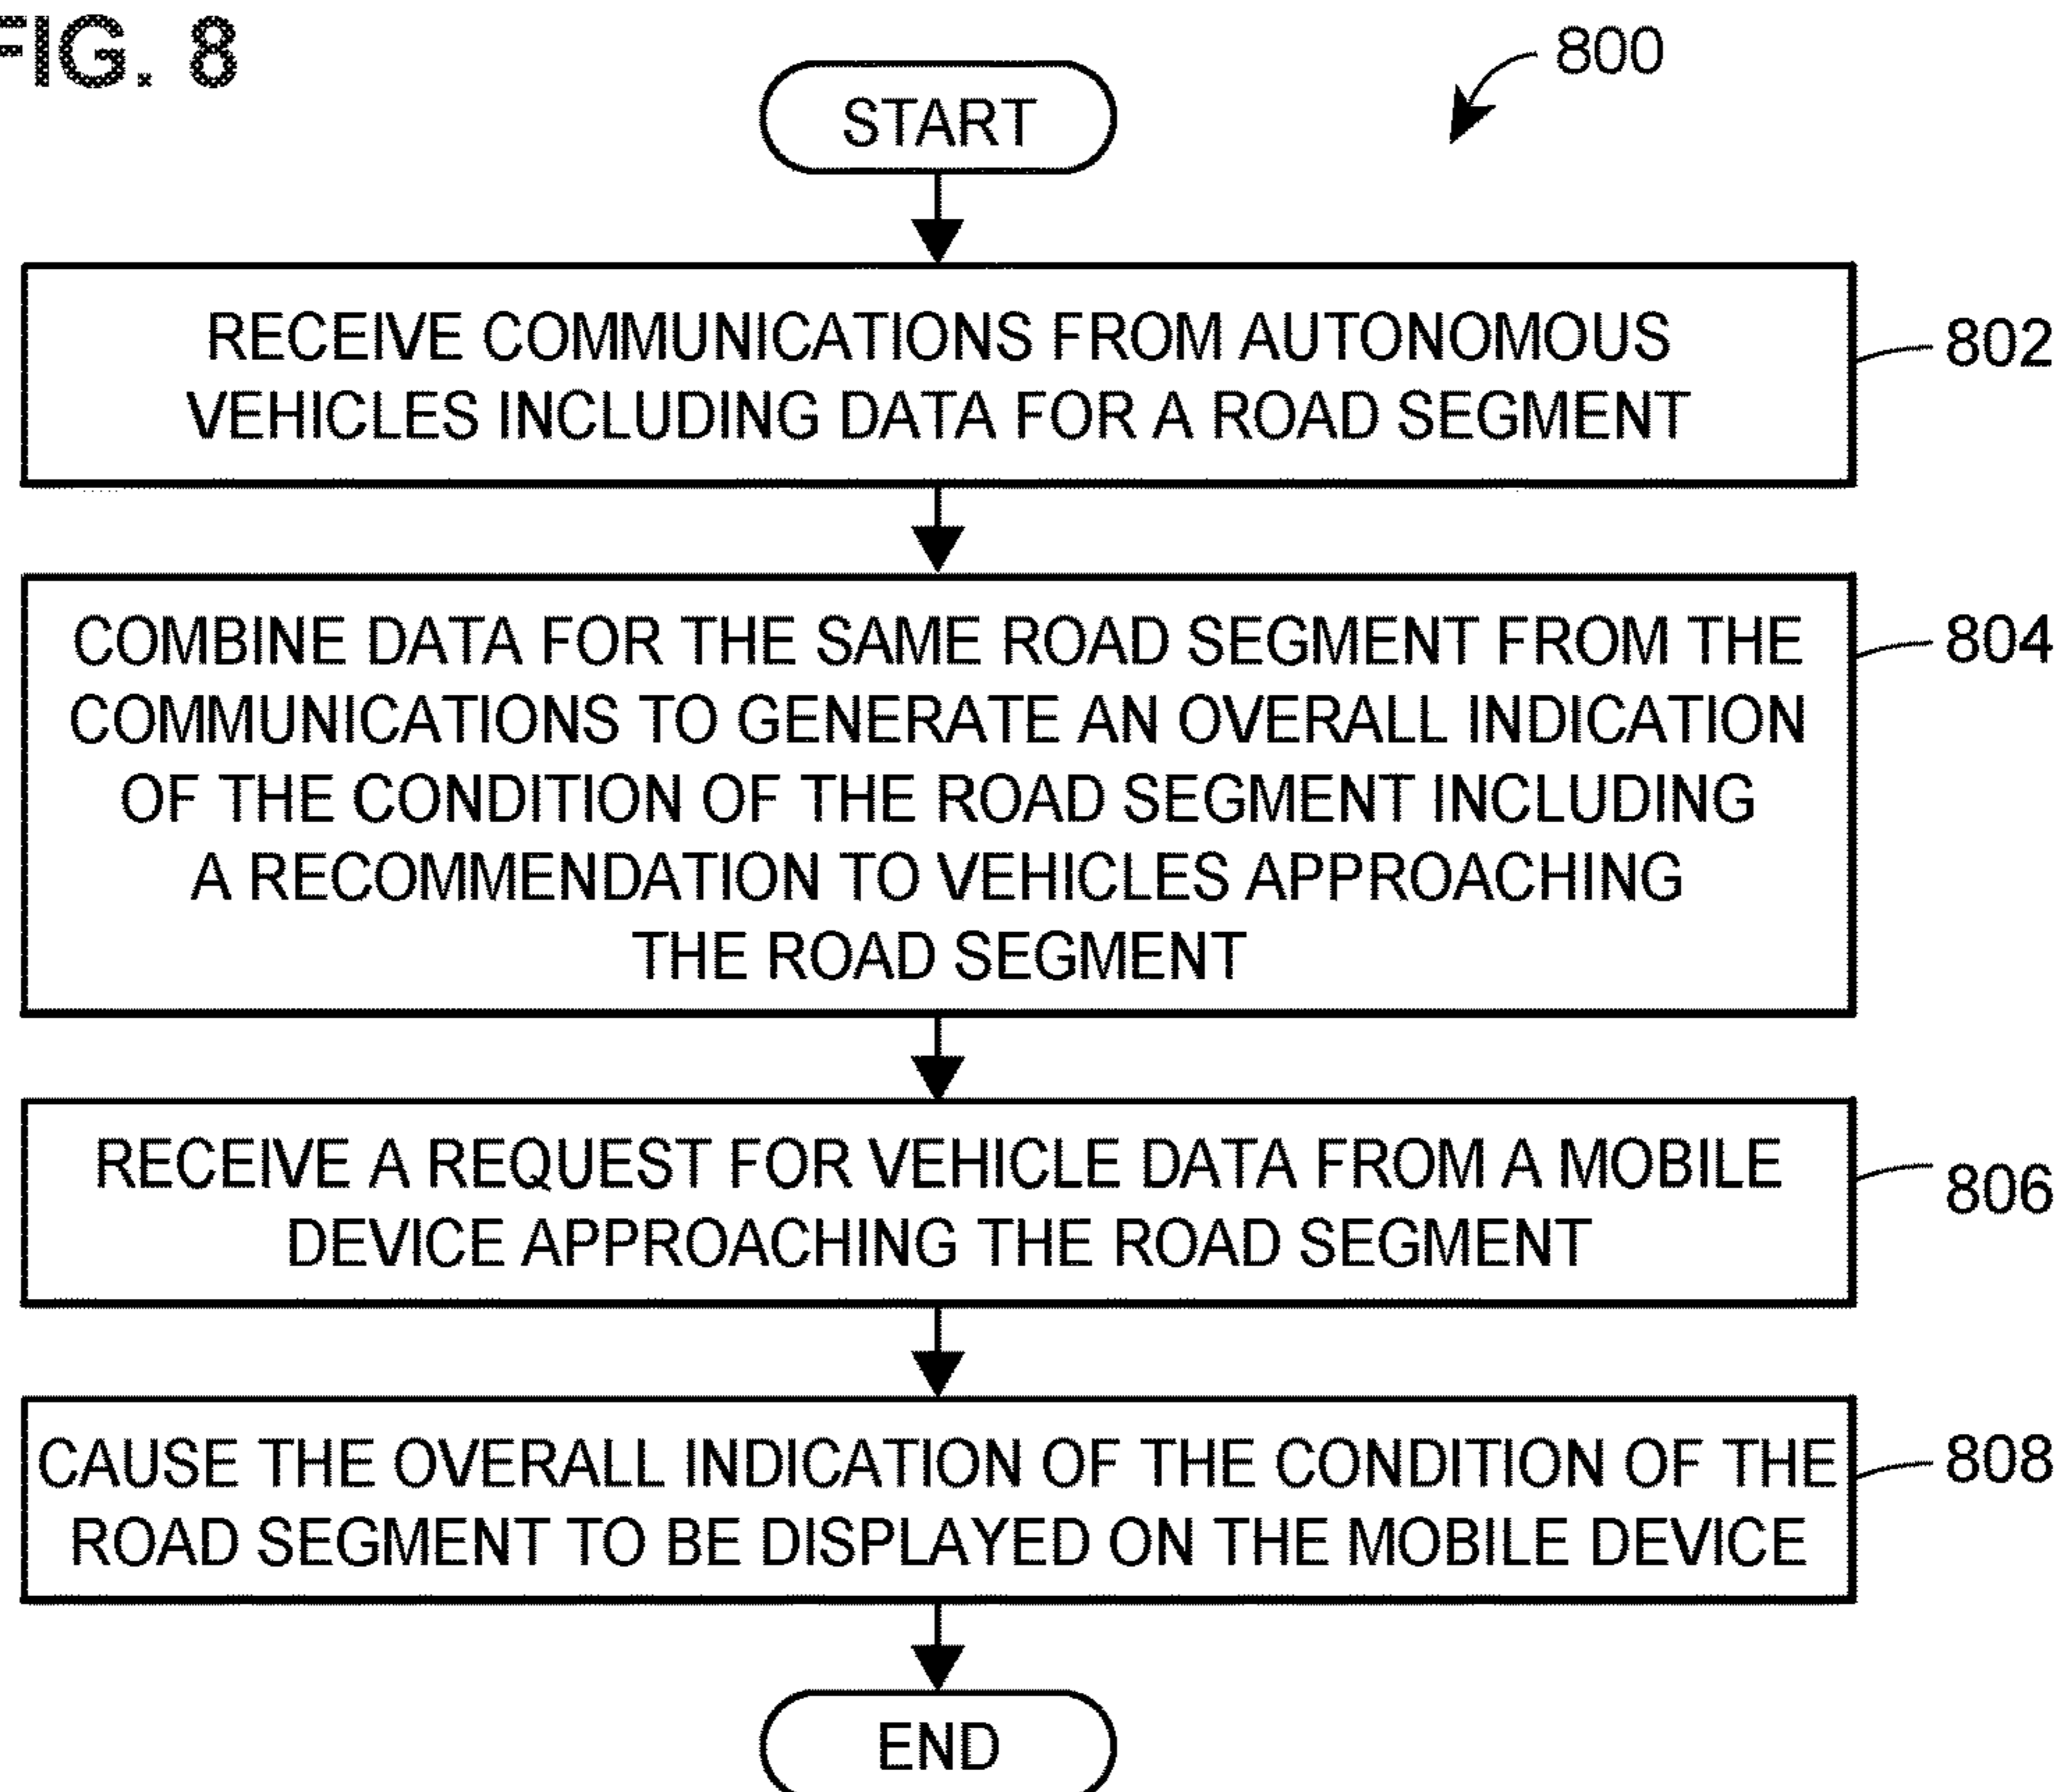 FIG. 8
800
START
RECEIVE COMMUNICATIONS FROM AUTONOMOUS
VEHICLES INCLUDING DATA FOR A ROAD SEGMENT
802
COMBINE DATA FOR THE SAME ROAD SEGMENT FROM THE
COMMUNICATIONS TO GENERATE AN OVERALL INDICATION
OF THE CONDITION OF THE ROAD SEGMENT INCLUDING
A RECOMMENDATION TO VEHICLES APPROACHING
THE ROAD SEGMENT
804
RECEIVE A REQUEST FOR VEHICLE DATA FROM A MOBILE
DEVICE APPROACHING THE ROAD SEGMENT
806
CAUSE THE OVERALL INDICATION OF THE CONDITION OF THE
ROAD SEGMENT TO BE DISPLAYED ON THE MOBILE DEVICE
808
END